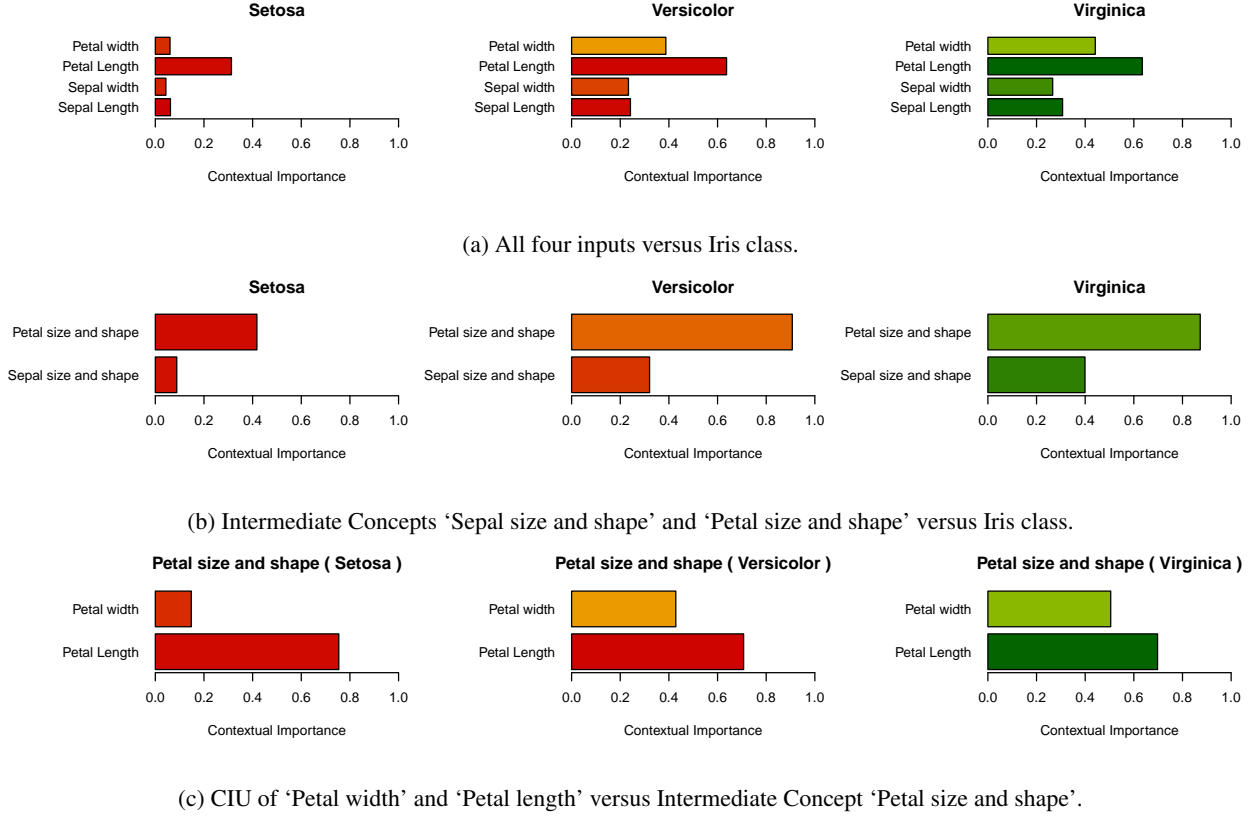 Setosa
Versicolor
Virginica
Petal width
Petal Length
Sepal width
Sepal Length
0.0 0.2 0.4 0.6 0.8 1.0
Contextual Importance
Petal width
Petal Length
Sepal width
Sepal Length
0.0 0.2 0.4 0.6 0.8 1.0
Contextual Importance
Petal width
Petal Length
Sepal width
Sepal Length
0.0 0.2 0.4 0.6 0.8 1.0
Contextual Importance
(a) All four inputs versus Iris class.
Setosa
Versicolor
Virginica
Petal size and shape
Sepal size and shape
0.0 0.2 0.4 0.6 0.8 1.0
Contextual Importance
Petal size and shape
Sepal size and shape
0.0 0.2 0.4 0.6 0.8 1.0
Contextual Importance
Petal size and shape
Sepal size and shape
0.0 0.2 0.4 0.6 0.8 1.0
Contextual Importance
(b) Intermediate Concepts ‘Sepal size and shape’ and ‘Petal size and shape’ versus Iris class.
Petal size and shape ( Setosa )
Petal size and shape ( Versicolor )
Petal size and shape ( Virginica )
Petal width
Petal Length
0.0 0.2 0.4 0.6 0.8 1.0
Contextual Importance
Petal width
Petal Length
0.0 0.2 0.4 0.6 0.8 1.0
Contextual Importance
Petal width
Petal Length
0.0 0.2 0.4 0.6 0.8 1.0
Contextual Importance
(c) CIU of ‘Petal width’ and ‘Petal length’ versus Intermediate Concept ‘Petal size and shape’.